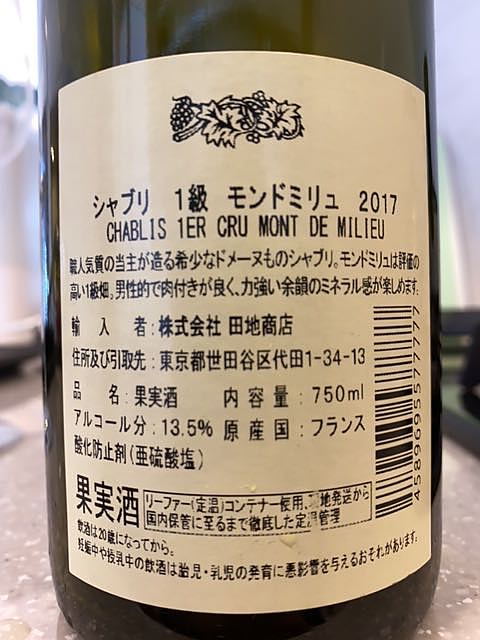 シャブリ 1級 モンドミリュ 2017
CHABLIS 1ER CRU MONT DE MILIEU
職人気質の当主が造る希少なドメーヌものシャブリ。モンドミリュは評価の
高い1級畑。男性的で肉付きが良く、力強い余韻のミネラル感が楽しめます。
輸入者:株式会社 田地商店
住所及び引取先:東京都世田谷区代田1-34-13
品名:果実酒 内容量:750ml
アルコール分:13.5% 原産国:フランス
酸化防止剤(亜硫酸塩)
果実酒
リーファー(定温)コンテナー使用、現地発送から
国内保管に至るまで徹底した定温管理
飲酒は20歳になってから。
妊娠中や授乳中の飲酒は胎児・乳児の発育に悪影響を与えるおそれがあります。
4589695577777